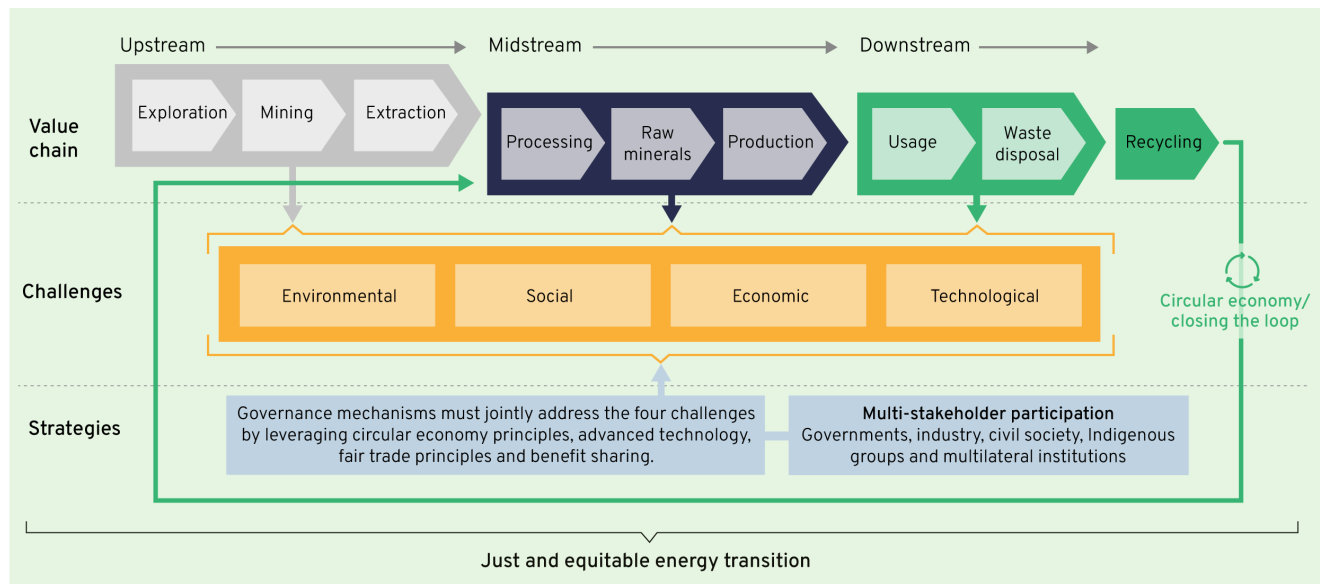 Upstream
Midstream
Downstream
Value
chain
Exploration
Mining
Extraction
Processing
Raw
minerals
Production
Usage
Waste
disposal
Recycling
Challenges
Environmental
Social
Economic
Technological
Circular economy/
closing the loop
Strategies
Governance mechanisms must jointly address the four challenges
by leveraging circular economy principles, advanced technology,
fair trade principles and benefit sharing.
Multi-stakeholder participation
Governments, industry, civil society, Indigenous
groups and multilateral institutions
Just and equitable energy transition